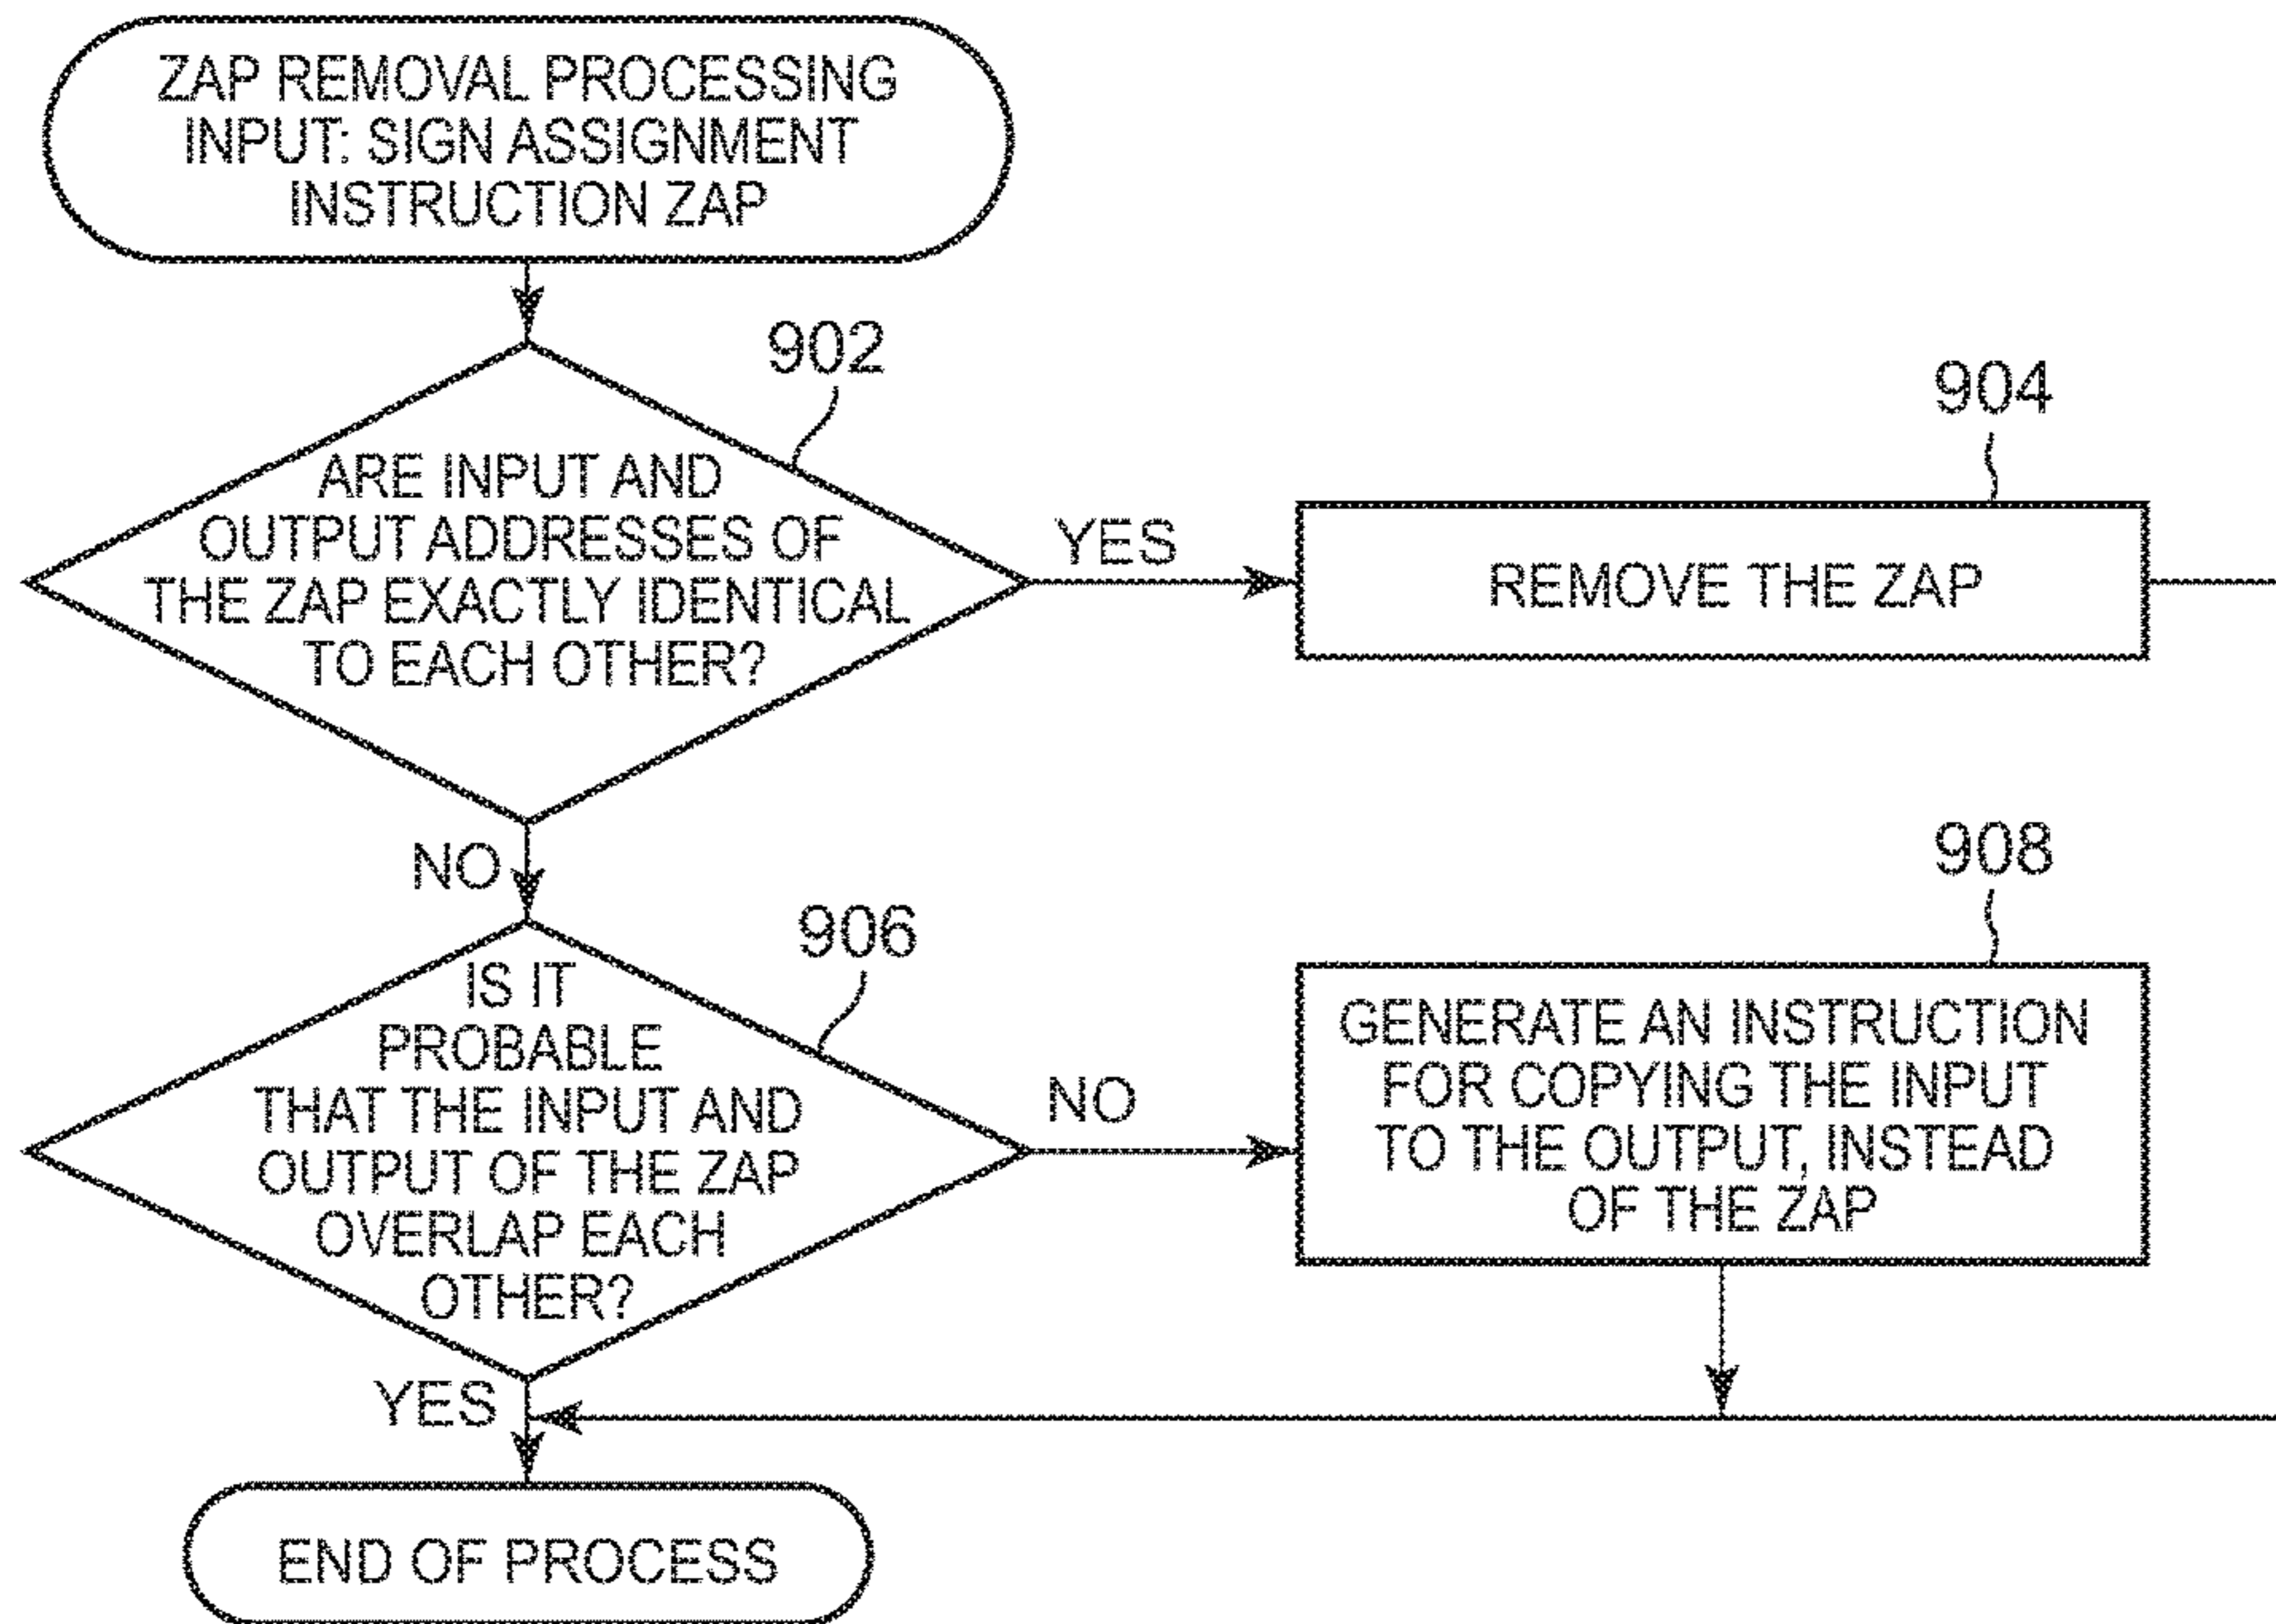 ZAP REMOVAL PROCESSING
INPUT: SIGN ASSIGNMENT
INSTRUCTION ZAP
902
ARE INPUT AND
OUTPUT ADDRESSES OF
THE ZAP EXACTLY IDENTICAL
TO EACH OTHER?
YES
904
REMOVE THE ZAP
NO
906
IS IT
PROBABLE
THAT THE INPUT AND
OUTPUT OF THE ZAP
OVERLAP EACH
OTHER?
NO
908
GENERATE AN INSTRUCTION
FOR COPYING THE INPUT
TO THE OUTPUT, INSTEAD
OF THE ZAP
YES
END OF PROCESS